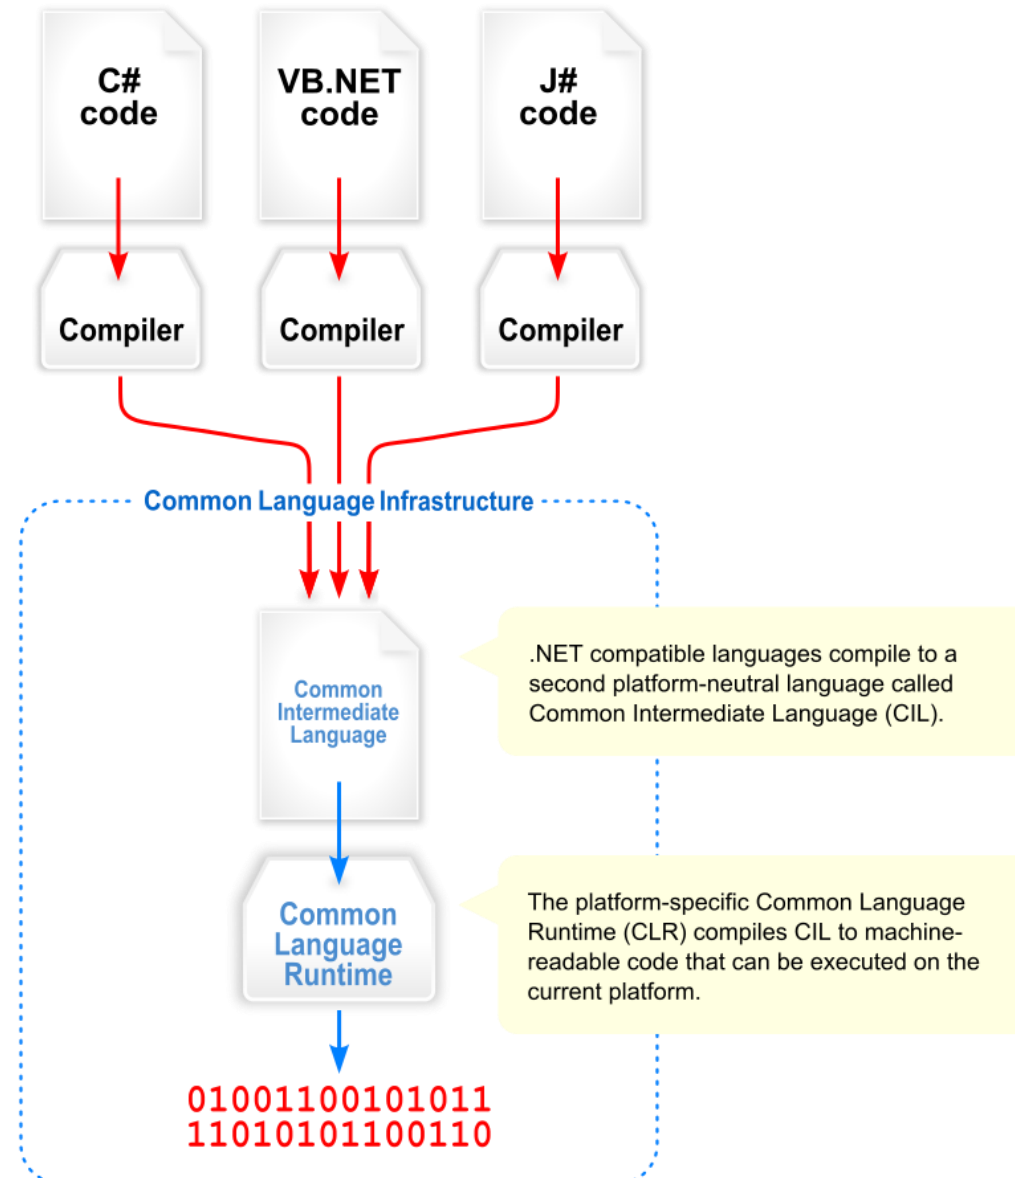 C#
code
VB.NET
code
J#
code
Compiler
Compiler
Compiler
Common Language Infrastructure
Common
Intermediate
Language
.NET compatible languages compile to a
second platform-neutral language called
Common Intermediate Language (CIL).
Common
Language
Runtime
The platform-specific Common Language
Runtime (CLR) compiles CIL to machine-
readable code that can be executed on the
current platform.
01001100101011
11010101100110